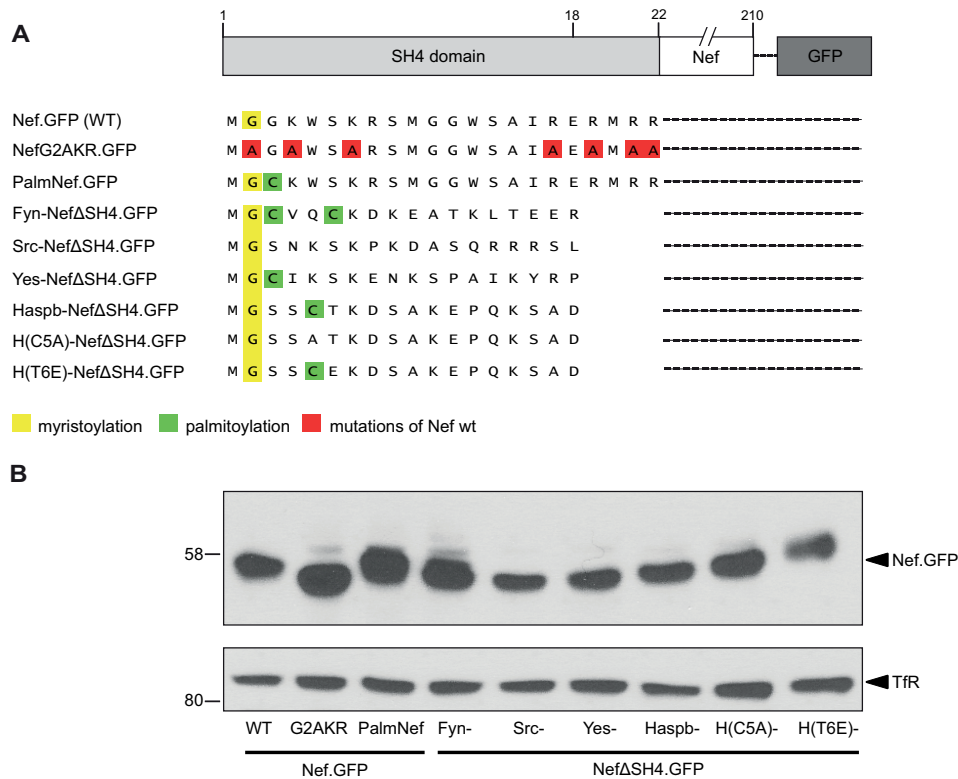 A
1 18 22 210
SH4 domain Nef GFP
Nef.GFP (WT) M G G K W S K R S M G G W S A I R E R M R R
NefG2AKR.GFP M A G A W S A R S M G G W S A I A E A M A A
PalmNef.GFP M G C K W S K R S M G G W S A I R E R M R R
Fyn-NefΔSH4.GFP M G C V Q C K D K E A T K L T E E R
Src-NefΔSH4.GFP M G S N K S K P K D A S Q R R R S L
Yes-NefΔSH4.GFP M G C I K S K E N K S P A I K Y R P
Haspb-NefΔSH4.GFP M G S S C T K D S A K E P Q K S A D
H(C5A)-NefΔSH4.GFP M G S S A T K D S A K E P Q K S A D
H(T6E)-NefΔSH4.GFP M G S S C E K D S A K E P Q K S A D
myristoylation palmitoylation mutations of Nef wt
B
58 Nef.GFP
80 TfR
WT G2AKR PalmNef Fyn- Src- Yes- Haspb- H(C5A)- H(T6E)-
Nef.GFP NefΔSH4.GFP